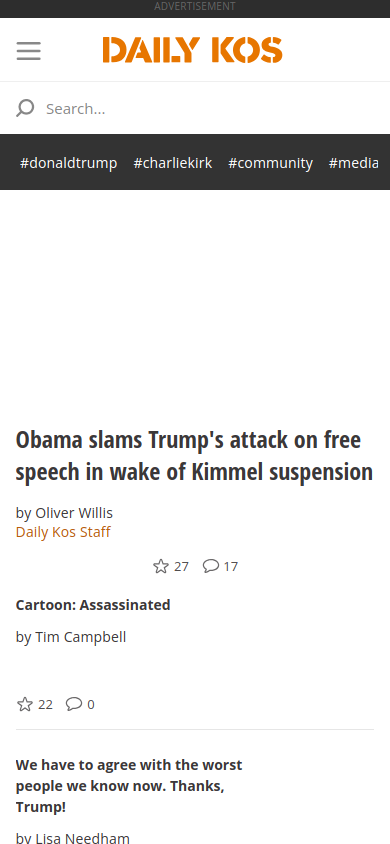 ADVERTISEMENT
DAILY KOS
Search...
#donaldtrump #charliekirk #community #media
Obama slams Trump's attack on free
speech in wake of Kimmel suspension
by Oliver Willis
Daily Kos Staff
27 17
Cartoon: Assassinated
by Tim Campbell
22 0
We have to agree with the worst
people we know now. Thanks,
Trump!
by Lisa Needham